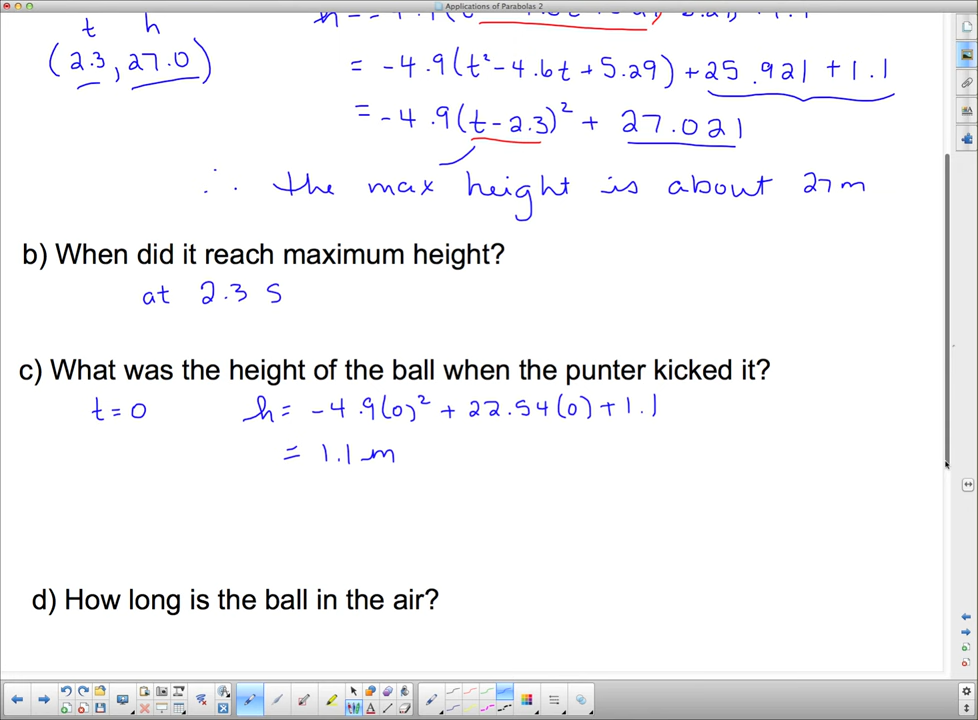 Applications of Parabolas 2
t h
(2.3, 27.0)
= -4.9(t² -4.6t + 5.29) + 25.921 + 1.1
= -4.9(t - 2.3)² + 27.021
∴ the max height is about 27m
b) When did it reach maximum height?
at 2.3 s
c) What was the height of the ball when the punter kicked it?
t = 0 h = -4.9(0)² + 22.54(0) + 1.1
= 1.1 m
d) How long is the ball in the air?